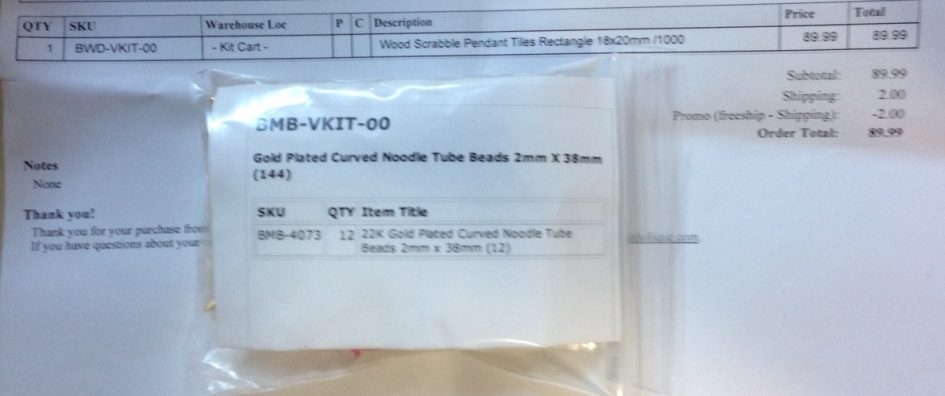 QTY SKU Warehouse Loc P C Description Price Total
1 BWD-VKIT-00 - Kit Cart - Wood Scrabble Pendant Tiles Rectangle 18x20mm /1000 89.99 89.99
Subtotal: 89.99
Shipping: 2.00
Promo (freeship - Shipping): -2.00
Order Total: 89.99
BMB-VKIT-00
Gold Plated Curved Noodle Tube Beads 2mm X 38mm
(144)
SKU QTY Item Title
BMB-4073 12 22K Gold Plated Curved Noodle Tube
Beads 2mm x 38mm (12)
Notes
None
Thank you!
Thank you for your purchase from
If you have questions about your